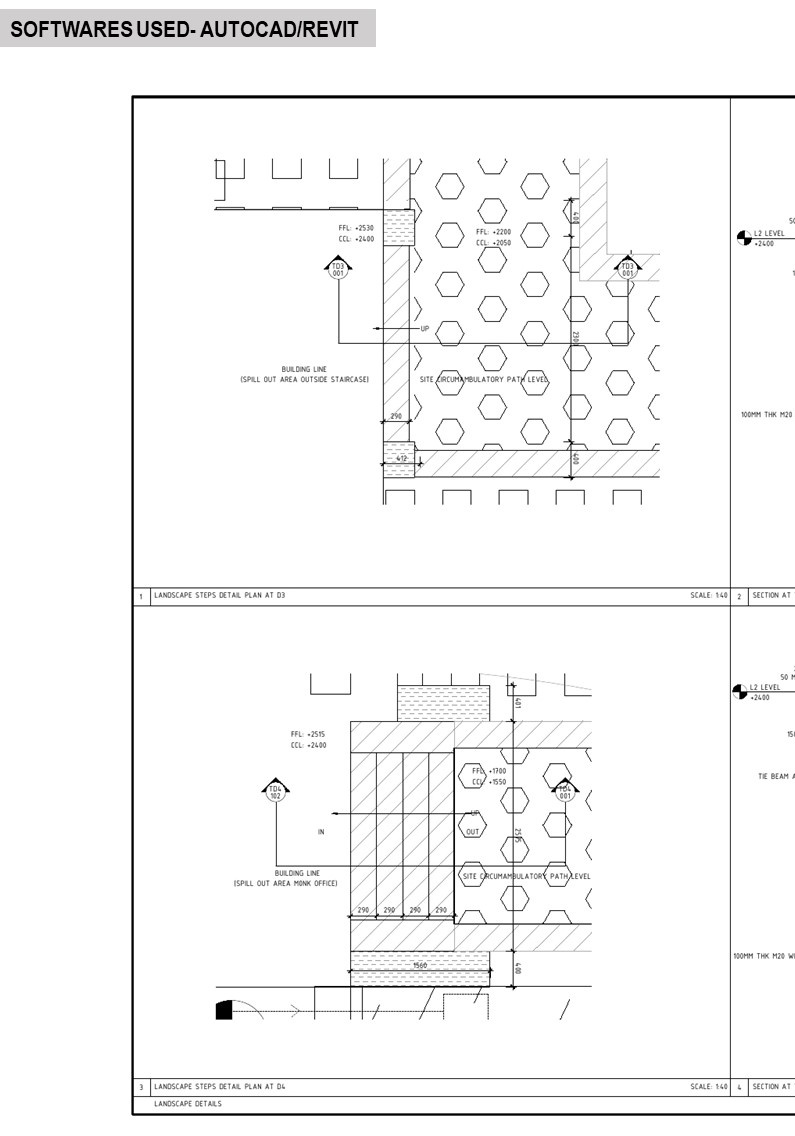 SOFTWARES USED- AUTOCAD/REVIT
FFL: +2530
CCL: +2400
FFL: +2200
CCL: +2050
400
TD3
001
TD3
001
UP
2300
BUILDING LINE
(SPILL OUT AREA OUTSIDE STAIRCASE)
SITE CIRCUMAMBULATORY PATH LEVEL
290
412
400
L2 LEVEL
+2400
100MM THK M20
1
LANDSCAPE STEPS DETAIL PLAN AT D3
SCALE: 1:40
2
SECTION AT
401
FFL: +2515
CCL: +2400
FFL: +1700
CCL: +1550
TD4
102
TD4
001
UP
IN
OUT
BUILDING LINE
(SPILL OUT AREA MONK OFFICE)
SITE CIRCUMAMBULATORY PATH LEVEL
290
290
290
290
1560
400
50 M
L2 LEVEL
+2400
TIE BEAM A
100MM THK M20
3
LANDSCAPE STEPS DETAIL PLAN AT D4
SCALE: 1:40
4
SECTION AT
LANDSCAPE DETAILS